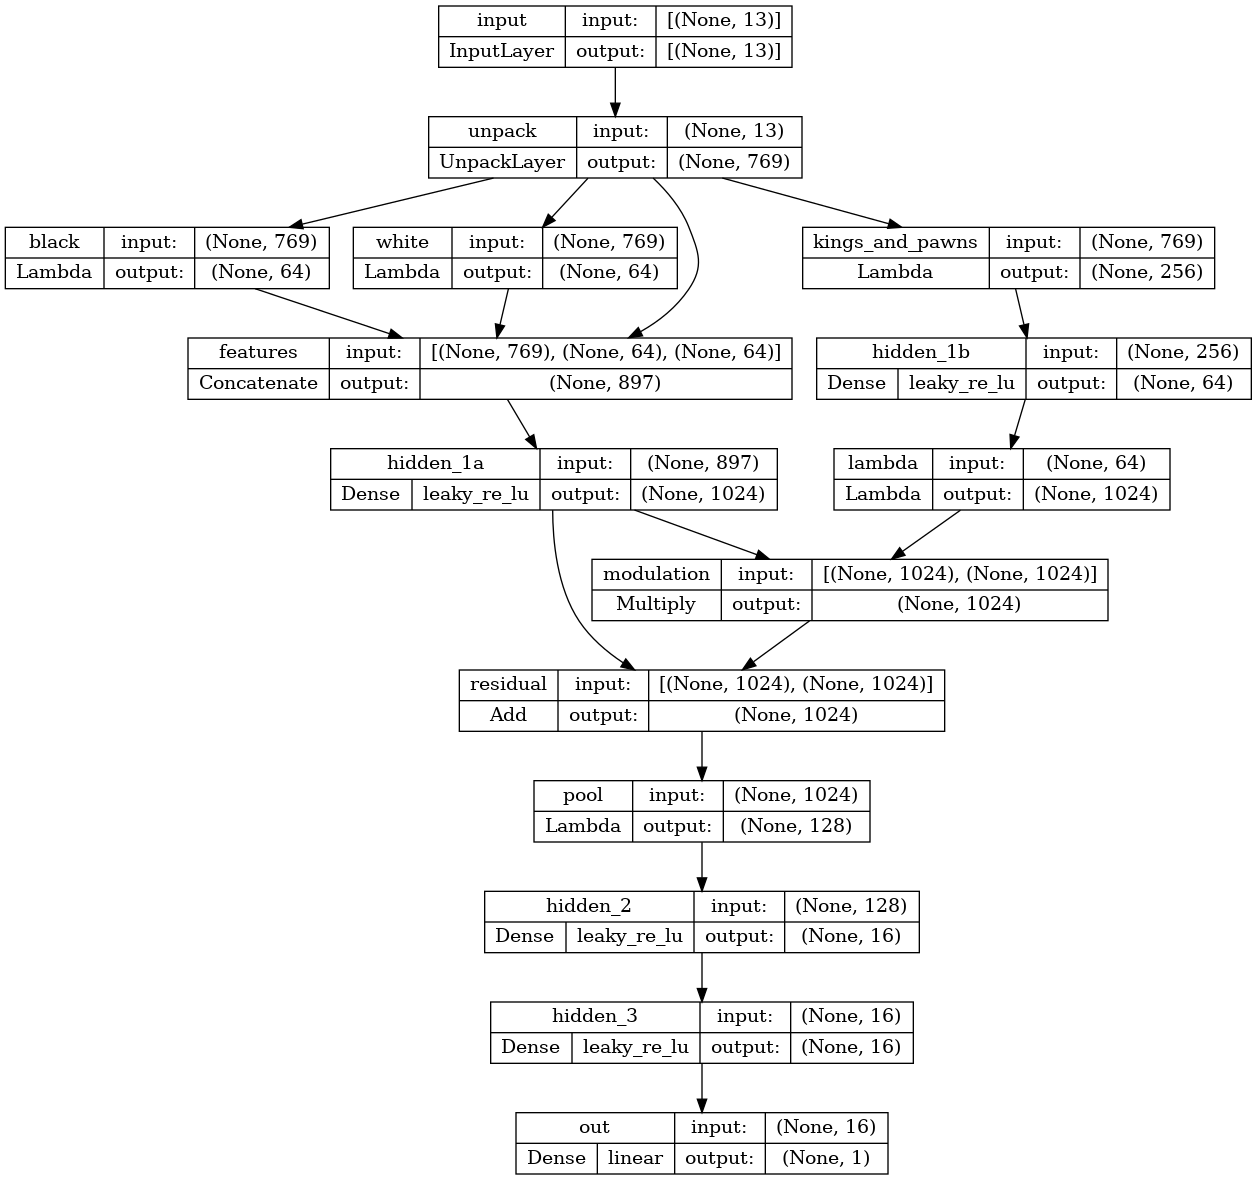 input input: [(None, 13)]
InputLayer output: [(None, 13)]
unpack input: (None, 13)
UnpackLayer output: (None, 769)
black input: (None, 769)
Lambda output: (None, 64)
white input: (None, 769)
Lambda output: (None, 64)
kings_and_pawns input: (None, 769)
Lambda output: (None, 256)
features input: [(None, 769), (None, 64), (None, 64)]
Concatenate output: (None, 897)
hidden_1b input: (None, 256)
Dense leaky_re_lu output: (None, 64)
hidden_1a input: (None, 897)
Dense leaky_re_lu output: (None, 1024)
lambda input: (None, 64)
Lambda output: (None, 1024)
modulation input: [(None, 1024), (None, 1024)]
Multiply output: (None, 1024)
residual input: [(None, 1024), (None, 1024)]
Add output: (None, 1024)
pool input: (None, 1024)
Lambda output: (None, 128)
hidden_2 input: (None, 128)
Dense leaky_re_lu output: (None, 16)
hidden_3 input: (None, 16)
Dense leaky_re_lu output: (None, 16)
out input: (None, 16)
Dense linear output: (None, 1)